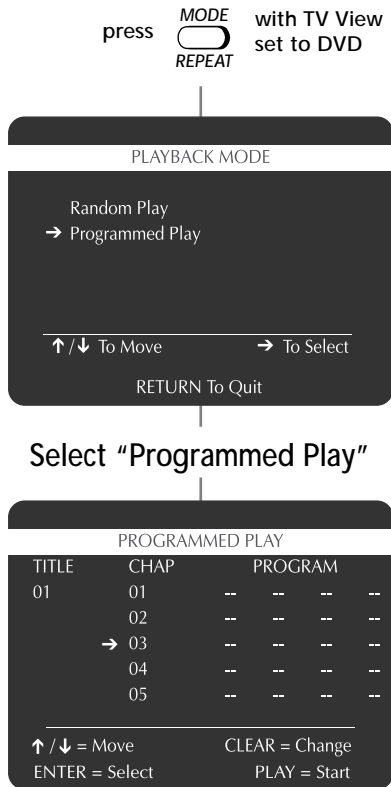 press MODE with TV View
REPEAT set to DVD
PLAYBACK MODE
Random Play
➔ Programmed Play
↑/↓ To Move ➔ To Select
RETURN To Quit
Select “Programmed Play”
PROGRAMMED PLAY
TITLE CHAP PROGRAM
01 01 -- -- -- --
02 -- -- -- --
➔ 03 -- -- -- --
04 -- -- -- --
05 -- -- -- --
↑/↓ = Move CLEAR = Change
ENTER = Select PLAY = Start